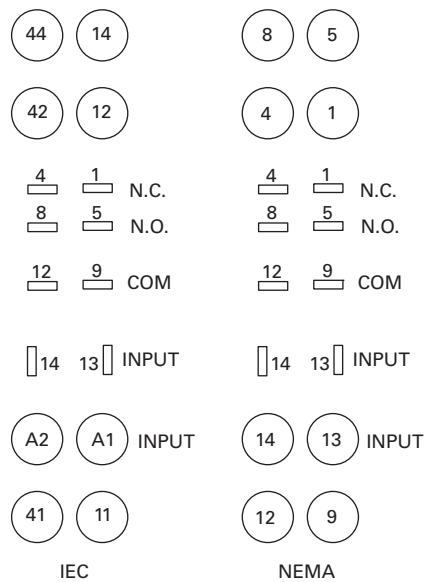 44 14 8 5
42 12 4 1
4 1 N.C. 4 1 N.C.
8 5 N.O. 8 5 N.O.
12 9 COM 12 9 COM
14 13 INPUT 14 13 INPUT
A2 A1 INPUT 14 13 INPUT
41 11 12 9
IEC NEMA